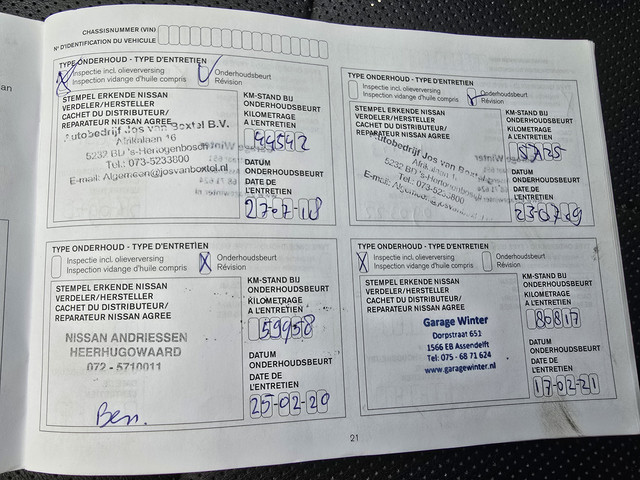 CHASSISNUMMER (VIN)
N° D'IDENTIFICATION DU VEHICULE
TYPE ONDERHOUD - TYPE D'ENTRETIEN
Inspectie incl. olieverversing
Inspection vidange d'huile compris
Onderhoudsbeurt
Révision
STEMPEL ERKENDE NISSAN
VERDELER/HERSTELLER
CACHET DU DISTRIBUTEUR/
REPARATEUR NISSAN AGREE
Autobedrijf Jos van Boxtel B.V.
Afrikalaan 16
5232 BD 's-Hertogenbosch
Tel.: 073-5233800
E-mail: Algemeen@josvanboxtel.nl
KM-STAND BIJ
ONDERHOUDSBEURT
KILOMETRAGE
A L'ENTRETIEN
44542
DATUM
ONDERHOUDSBEURT
DATE DE
L'ENTRETIEN
27-07-18
TYPE ONDERHOUD - TYPE D'ENTRETIEN
Inspectie incl. olieverversing
Inspection vidange d'huile compris
Onderhoudsbeurt
Révision
STEMPEL ERKENDE NISSAN
VERDELER/HERSTELLER
CACHET DU DISTRIBUTEUR/
REPARATEUR NISSAN AGREE
Autobedrijf Jos van
5232 BD 's-Hertogenbosch
Tel.: 073-5233800
KM-STAND BIJ
ONDERHOUDSBEURT
KILOMETRAGE
A L'ENTRETIEN
DATUM
ONDERHOUDSBEURT
DATE DE
L'ENTRETIEN
23-07-19
TYPE ONDERHOUD - TYPE D'ENTRETIEN
Inspectie incl. olieverversing
Inspection vidange d'huile compris
Onderhoudsbeurt
Révision
STEMPEL ERKENDE NISSAN
VERDELER/HERSTELLER
CACHET DU DISTRIBUTEUR/
REPARATEUR NISSAN AGREE
NISSAN ANDRIESSEN
HEERHUGOWAARD
072 - 5710011
Ben.
KM-STAND BIJ
ONDERHOUDSBEURT
KILOMETRAGE
A L'ENTRETIEN
59958
DATUM
ONDERHOUDSBEURT
DATE DE
L'ENTRETIEN
25-02-20
TYPE ONDERHOUD - TYPE D'ENTRETIEN
Inspectie incl. olieverversing
Inspection vidange d'huile compris
Onderhoudsbeurt
Révision
STEMPEL ERKENDE NISSAN
VERDELER/HERSTELLER
CACHET DU DISTRIBUTEUR/
REPARATEUR NISSAN AGREE
Garage Winter
Dorpstraat 651
1566 EB Assendelft
Tel: 075 - 68 71 624
www.garagewinter.nl
KM-STAND BIJ
ONDERHOUDSBEURT
KILOMETRAGE
A L'ENTRETIEN
80817
DATUM
ONDERHOUDSBEURT
DATE DE
L'ENTRETIEN
17-02-21
21